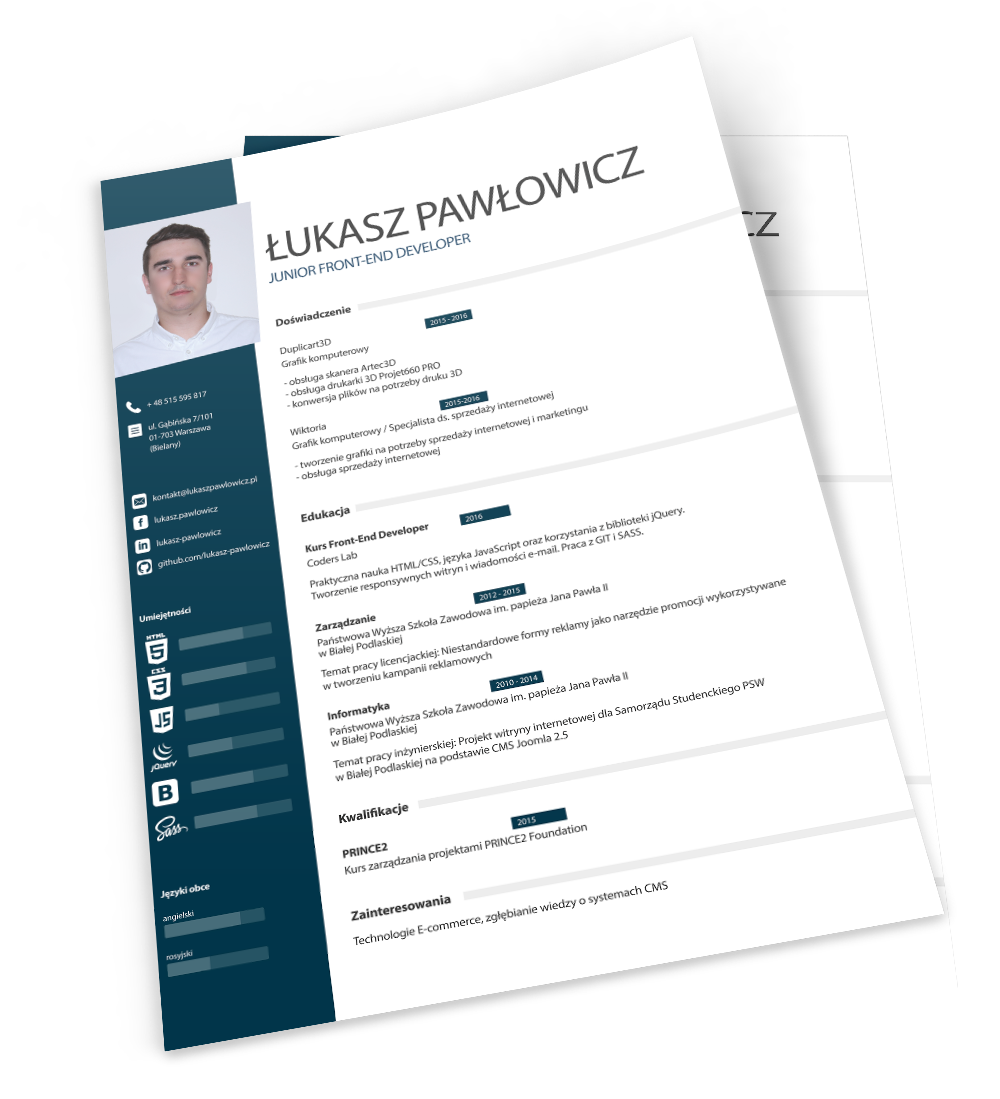 ŁUKASZ PAWŁOWICZ
JUNIOR FRONT-END DEVELOPER
CZ
+ 48 515 595 817
ul. Gąbińska 7/101
01-703 Warszawa
(Bielany)
kontakt@lukaszpawlowicz.pl
lukasz.pawlowicz
in
lukasz-pawlowicz
github.com/lukasz-pawlowicz
Umiejętności
HTML
5
CSS
3
JS
jQuery
B
Sass
Języki obce
angielski
rosyjski
Doświadczenie
2015 - 2016
Duplicart3D
Grafik komputerowy
- obsługa skanera Artec3D
- obsługa drukarki 3D Projet660 PRO
- konwersja plików na potrzeby druku 3D
2015-2016
Wiktoria
Grafik komputerowy / Specjalista ds. sprzedaży internetowej
- tworzenie grafiki na potrzeby sprzedaży internetowej i marketingu
- obsługa sprzedaży internetowej
Edukacja
2016
Kurs Front-End Developer
Coders Lab
Praktyczna nauka HTML/CSS, języka JavaScript oraz korzystania z biblioteki jQuery.
Tworzenie responsywnych witryn i wiadomości e-mail. Praca z GIT i SASS.
2012 - 2015
Zarządzanie
Państwowa Wyższa Szkoła Zawodowa im. papieża Jana Pawła II
w Białej Podlaskiej
Temat pracy licencjackiej: Niestandardowe formy reklamy jako narzędzie promocji wykorzystywane
w tworzeniu kampanii reklamowych
2010 - 2014
Informatyka
Państwowa Wyższa Szkoła Zawodowa im. papieża Jana Pawła II
w Białej Podlaskiej
Temat pracy inżynierskiej: Projekt witryny internetowej dla Samorządu Studenckiego PSW
w Białej Podlaskiej na podstawie CMS Joomla 2.5
Kwalifikacje
2015
PRINCE2
Kurs zarządzania projektami PRINCE2 Foundation
Zainteresowania
Technologie E-commerce, zgłębianie wiedzy o systemach CMS